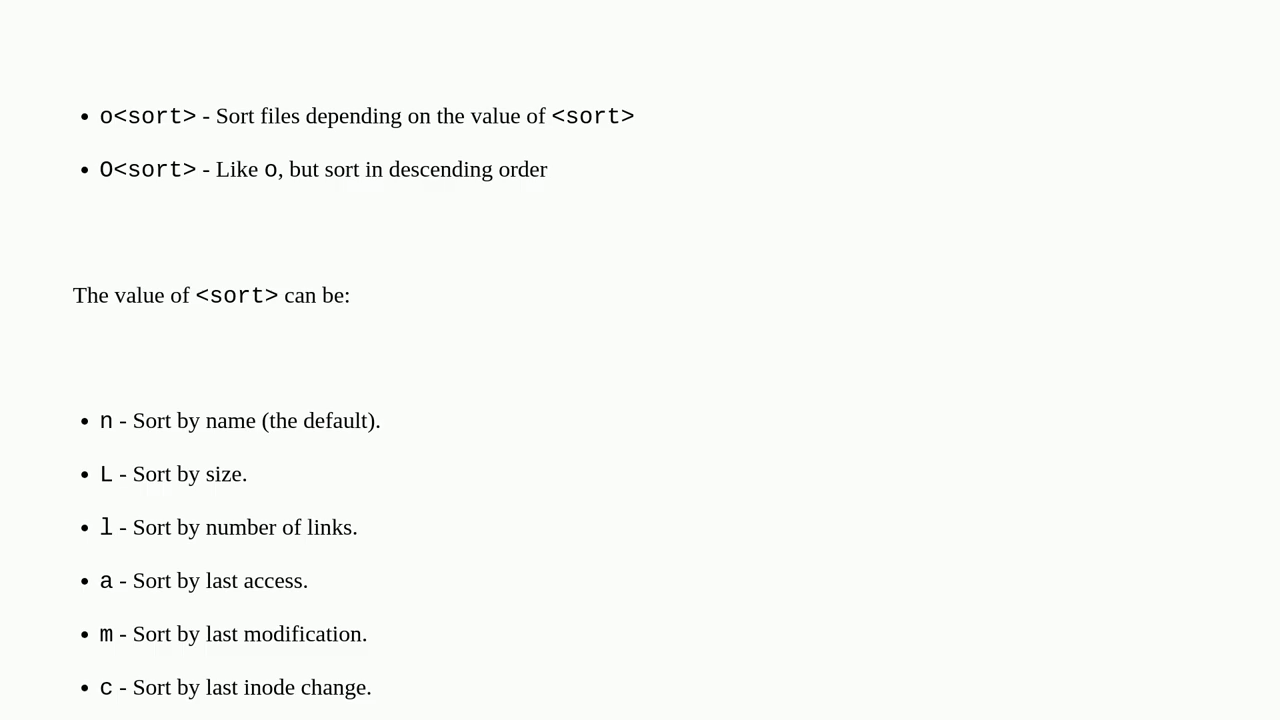 • o<sort> - Sort files depending on the value of <sort>
• O<sort> - Like o, but sort in descending order
The value of <sort> can be:
• n - Sort by name (the default).
• L - Sort by size.
• l - Sort by number of links.
• a - Sort by last access.
• m - Sort by last modification.
• c - Sort by last inode change.